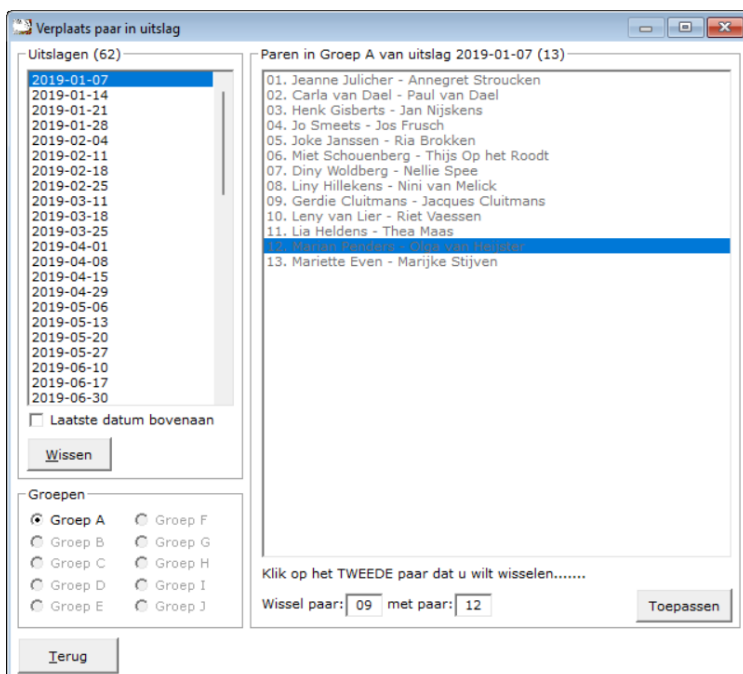 Verplaats paar in uitslag
Uitslagen (62)
2019-01-07
2019-01-14
2019-01-21
2019-01-28
2019-02-04
2019-02-11
2019-02-18
2019-02-25
2019-03-11
2019-03-18
2019-03-25
2019-04-01
2019-04-08
2019-04-15
2019-04-29
2019-05-06
2019-05-13
2019-05-20
2019-05-27
2019-06-10
2019-06-17
2019-06-30
Laatste datum bovenaan
Wissen
Groepen
Groep A Groep F
Groep B Groep G
Groep C Groep H
Groep D Groep I
Groep E Groep J
Terug
Paren in Groep A van uitslag 2019-01-07 (13)
01. Jeanne Julicher - Annegret Stroucken
02. Carla van Dael - Paul van Dael
03. Henk Gisberts - Jan Nijskens
04. Jo Smeets - Jos Frusch
05. Joke Janssen - Ria Brokken
06. Miet Schouenberg - Thijs Op het Roodt
07. Diny Woldberg - Nellie Spee
08. Liny Hillekens - Nini van Melick
09. Gerdie Cluitmans - Jacques Cluitmans
10. Leny van Lier - Riet Vaessen
11. Lia Heldens - Thea Maas
12. Marian Penders - Olga van Heijster
13. Mariette Even - Marijke Stijven
Klik op het TWEEDE paar dat u wilt wisselen.......
Wissel paar: 09 met paar: 12
Toepassen